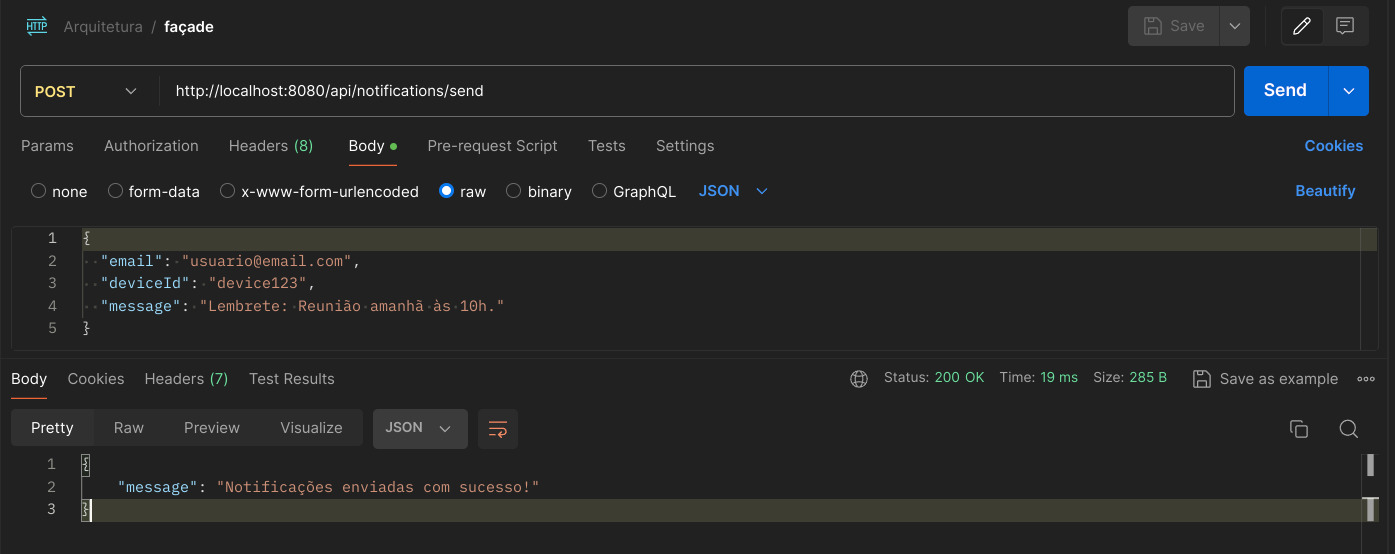 HTTP Arquitetura / façade Save
POST http://localhost:8080/api/notifications/send Send
Params Authorization Headers (8) Body Pre-request Script Tests Settings Cookies
none form-data x-www-form-urlencoded raw binary GraphQL JSON Beautify
1 {
2 "email": "usuario@email.com",
3 "deviceId": "device123",
4 "message": "Lembrete: Reunião amanhã às 10h."
5 }
Body Cookies Headers (7) Test Results Status: 200 OK Time: 19 ms Size: 285 B Save as example
Pretty Raw Preview Visualize JSON
1 {
2 "message": "Notificações enviadas com sucesso!"
3 }